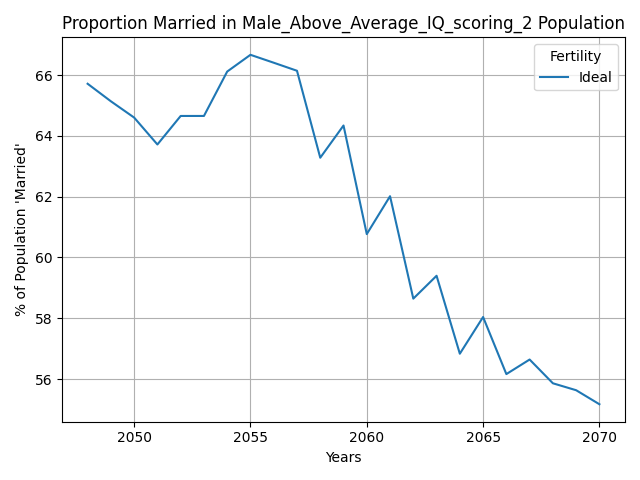 Proportion Married in Male_Above_Average_IQ_scoring_2 Population
Fertility
Ideal
% of Population 'Married'
66
64
62
60
58
56
2050 2055 2060 2065 2070
Years